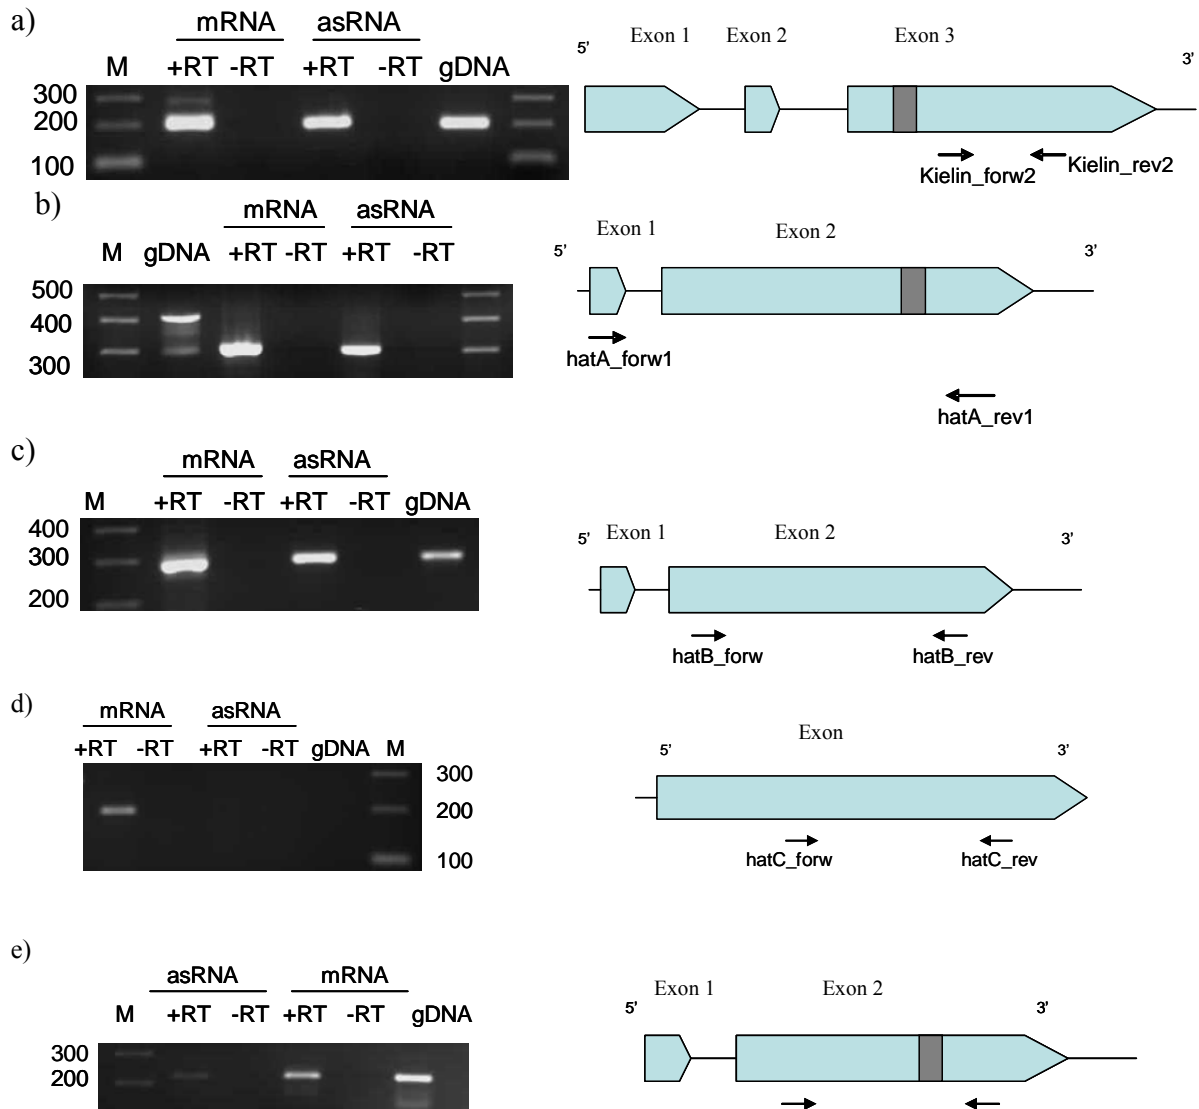 a)
mRNA asRNA
M +RT -RT +RT -RT gDNA
300
200
100
Exon 1 Exon 2 Exon 3
5' 3'
Kielin_forw2 Kielin_rev2
b)
mRNA asRNA
M gDNA +RT -RT +RT -RT
500
400
300
Exon 1 Exon 2
5' 3'
hatA_forw1
hatA_rev1
c)
mRNA asRNA
M +RT -RT +RT -RT gDNA
400
300
200
5' Exon 1 Exon 2 3'
hatB_forw hatB_rev
d)
mRNA asRNA
+RT -RT +RT -RT gDNA M
300
200
100
Exon
5' 3'
hatC_forw hatC_rev
e)
asRNA mRNA
M +RT -RT +RT -RT gDNA
300
200
Exon 1 Exon 2
5' 3'